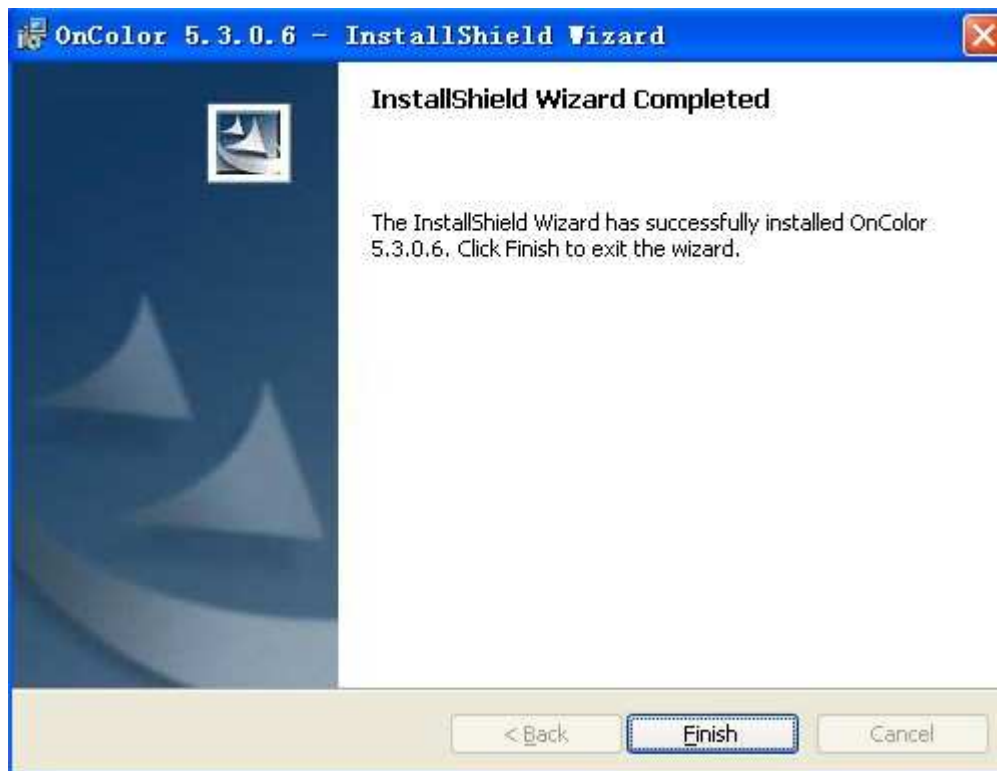 OnColor 5.3.0.6 - InstallShield Wizard
InstallShield Wizard Completed
The InstallShield Wizard has successfully installed OnColor
5.3.0.6. Click Finish to exit the wizard.
< Back
Finish
Cancel